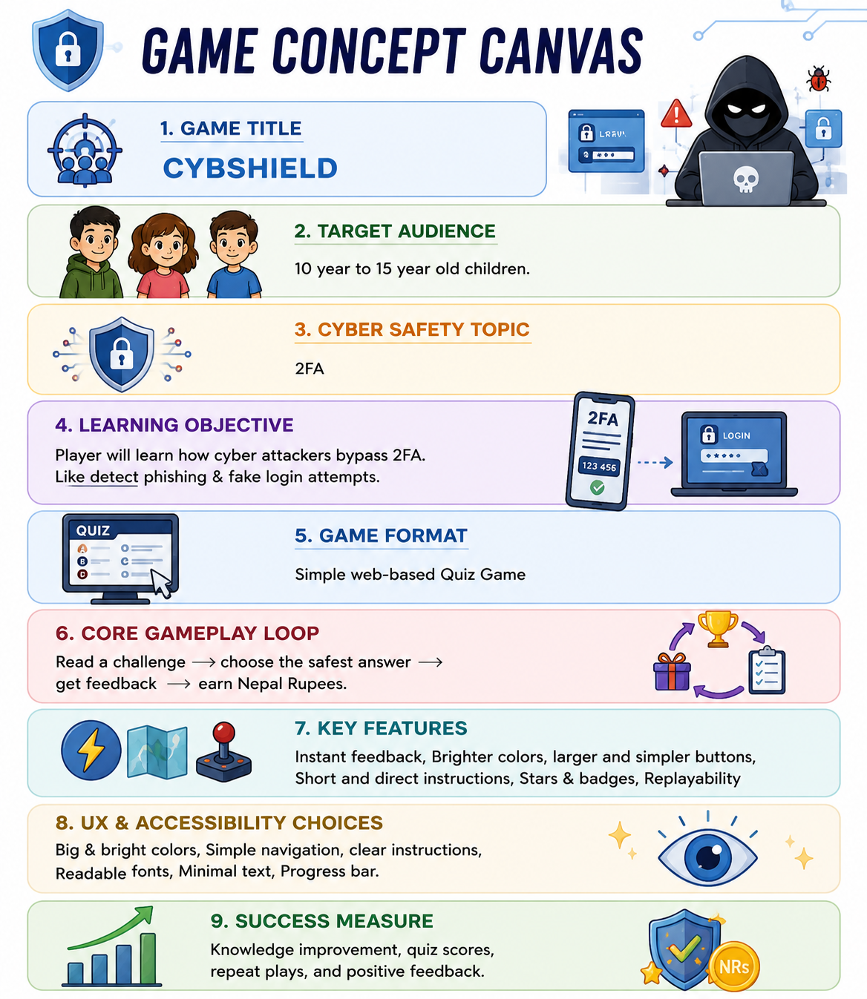 GAME CONCEPT CANVAS
1. GAME TITLE
CYBSHIELD
2. TARGET AUDIENCE
10 year to 15 year old children.
3. CYBER SAFETY TOPIC
2FA
4. LEARNING OBJECTIVE
Player will learn how cyber attackers bypass 2FA.
Like detect phishing & fake login attempts.
2FA
123 456
LOGIN
QUIZ
A
B
C
5. GAME FORMAT
Simple web-based Quiz Game
6. CORE GAMEPLAY LOOP
Read a challenge → choose the safest answer →
get feedback → earn Nepal Rupees.
7. KEY FEATURES
Instant feedback, Brighter colors, larger and simpler buttons,
Short and direct instructions, Stars & badges, Replayability
8. UX & ACCESSIBILITY CHOICES
Big & bright colors, Simple navigation, clear instructions,
Readable fonts, Minimal text, Progress bar.
9. SUCCESS MEASURE
Knowledge improvement, quiz scores,
repeat plays, and positive feedback.
NRs